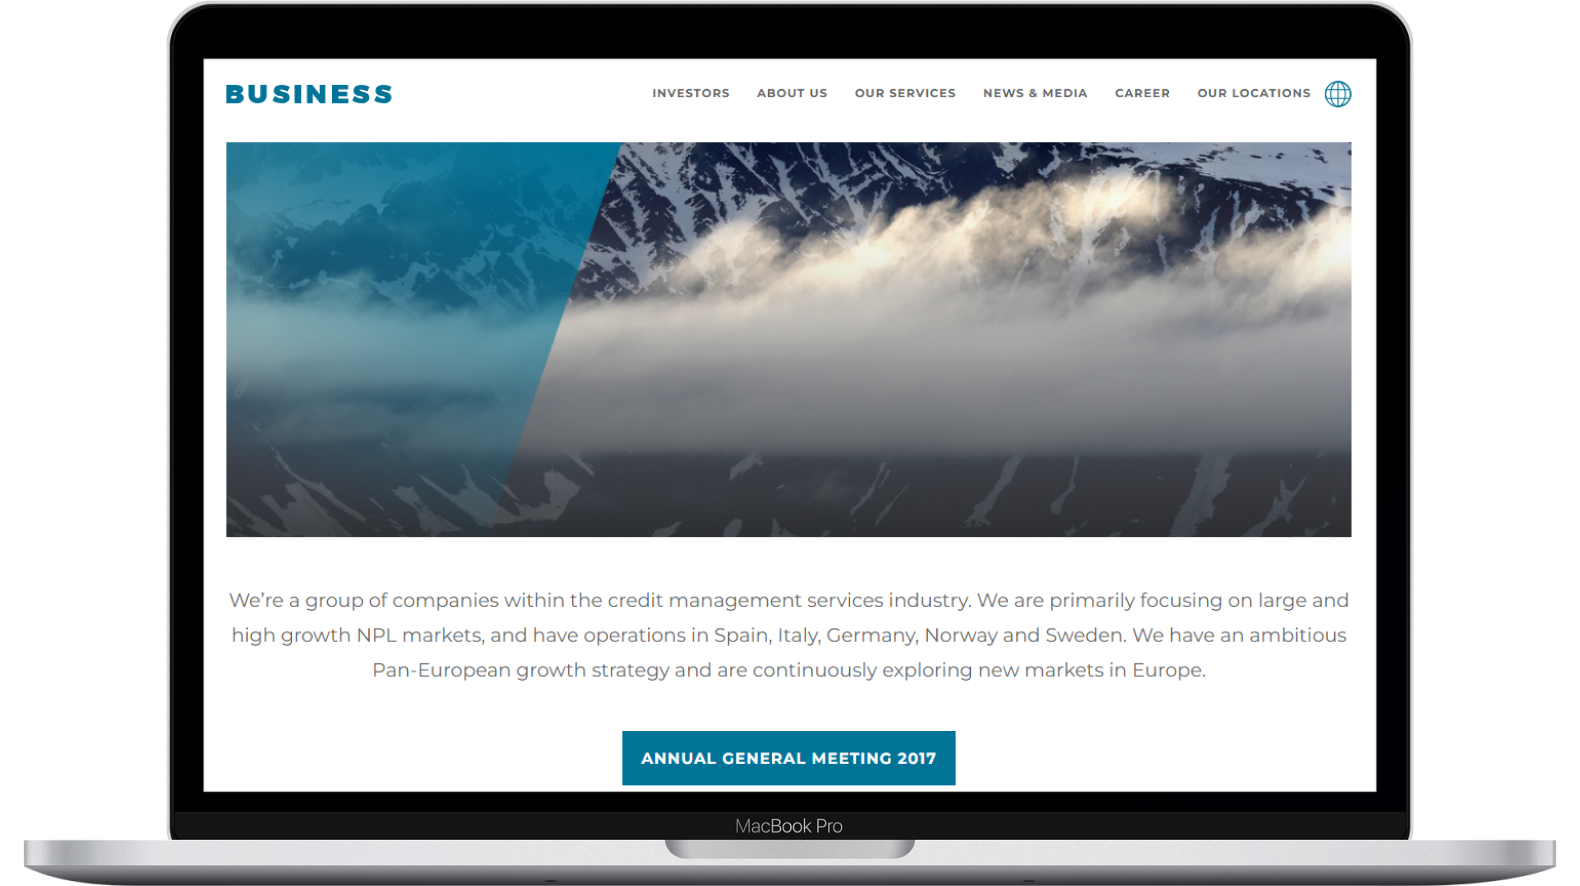 BUSINESS
INVESTORS ABOUT US OUR SERVICES NEWS & MEDIA CAREER OUR LOCATIONS
We’re a group of companies within the credit management services industry. We are primarily focusing on large and
high growth NPL markets, and have operations in Spain, Italy, Germany, Norway and Sweden. We have an ambitious
Pan-European growth strategy and are continuously exploring new markets in Europe.
ANNUAL GENERAL MEETING 2017
MacBook Pro